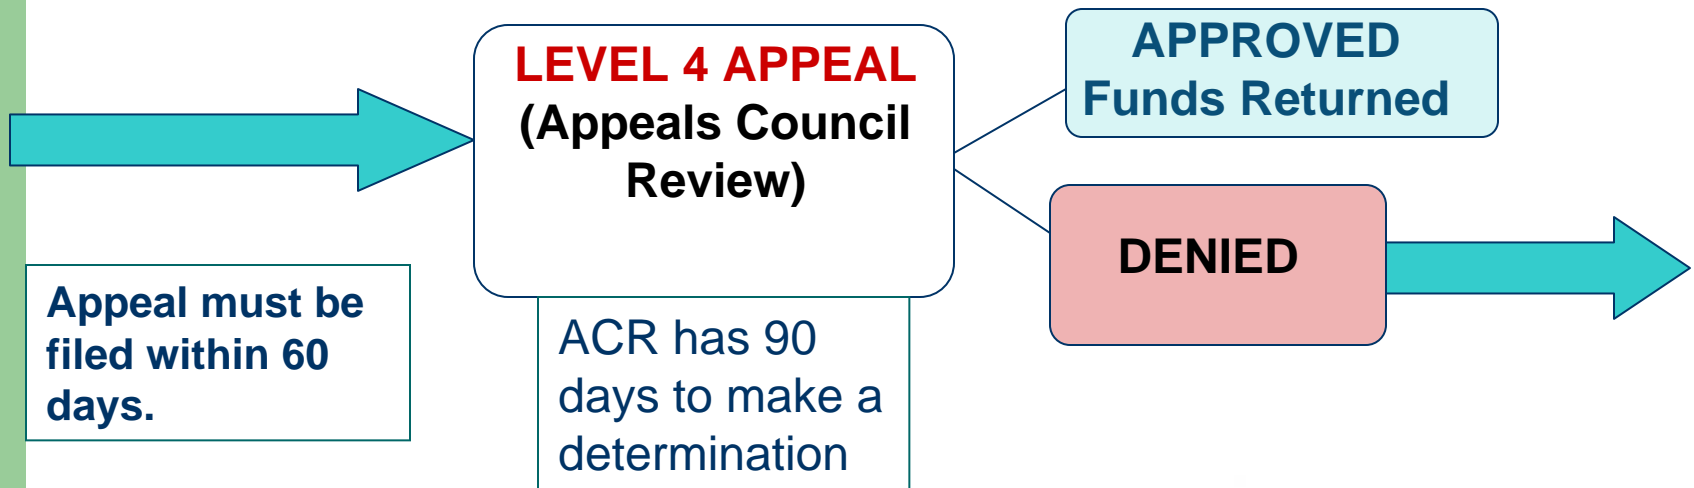 LEVEL 4 APPEAL
(Appeals Council
Review)
APPROVED
Funds Returned
DENIED
Appeal must be
filed within 60
days.
ACR has 90
days to make a
determination